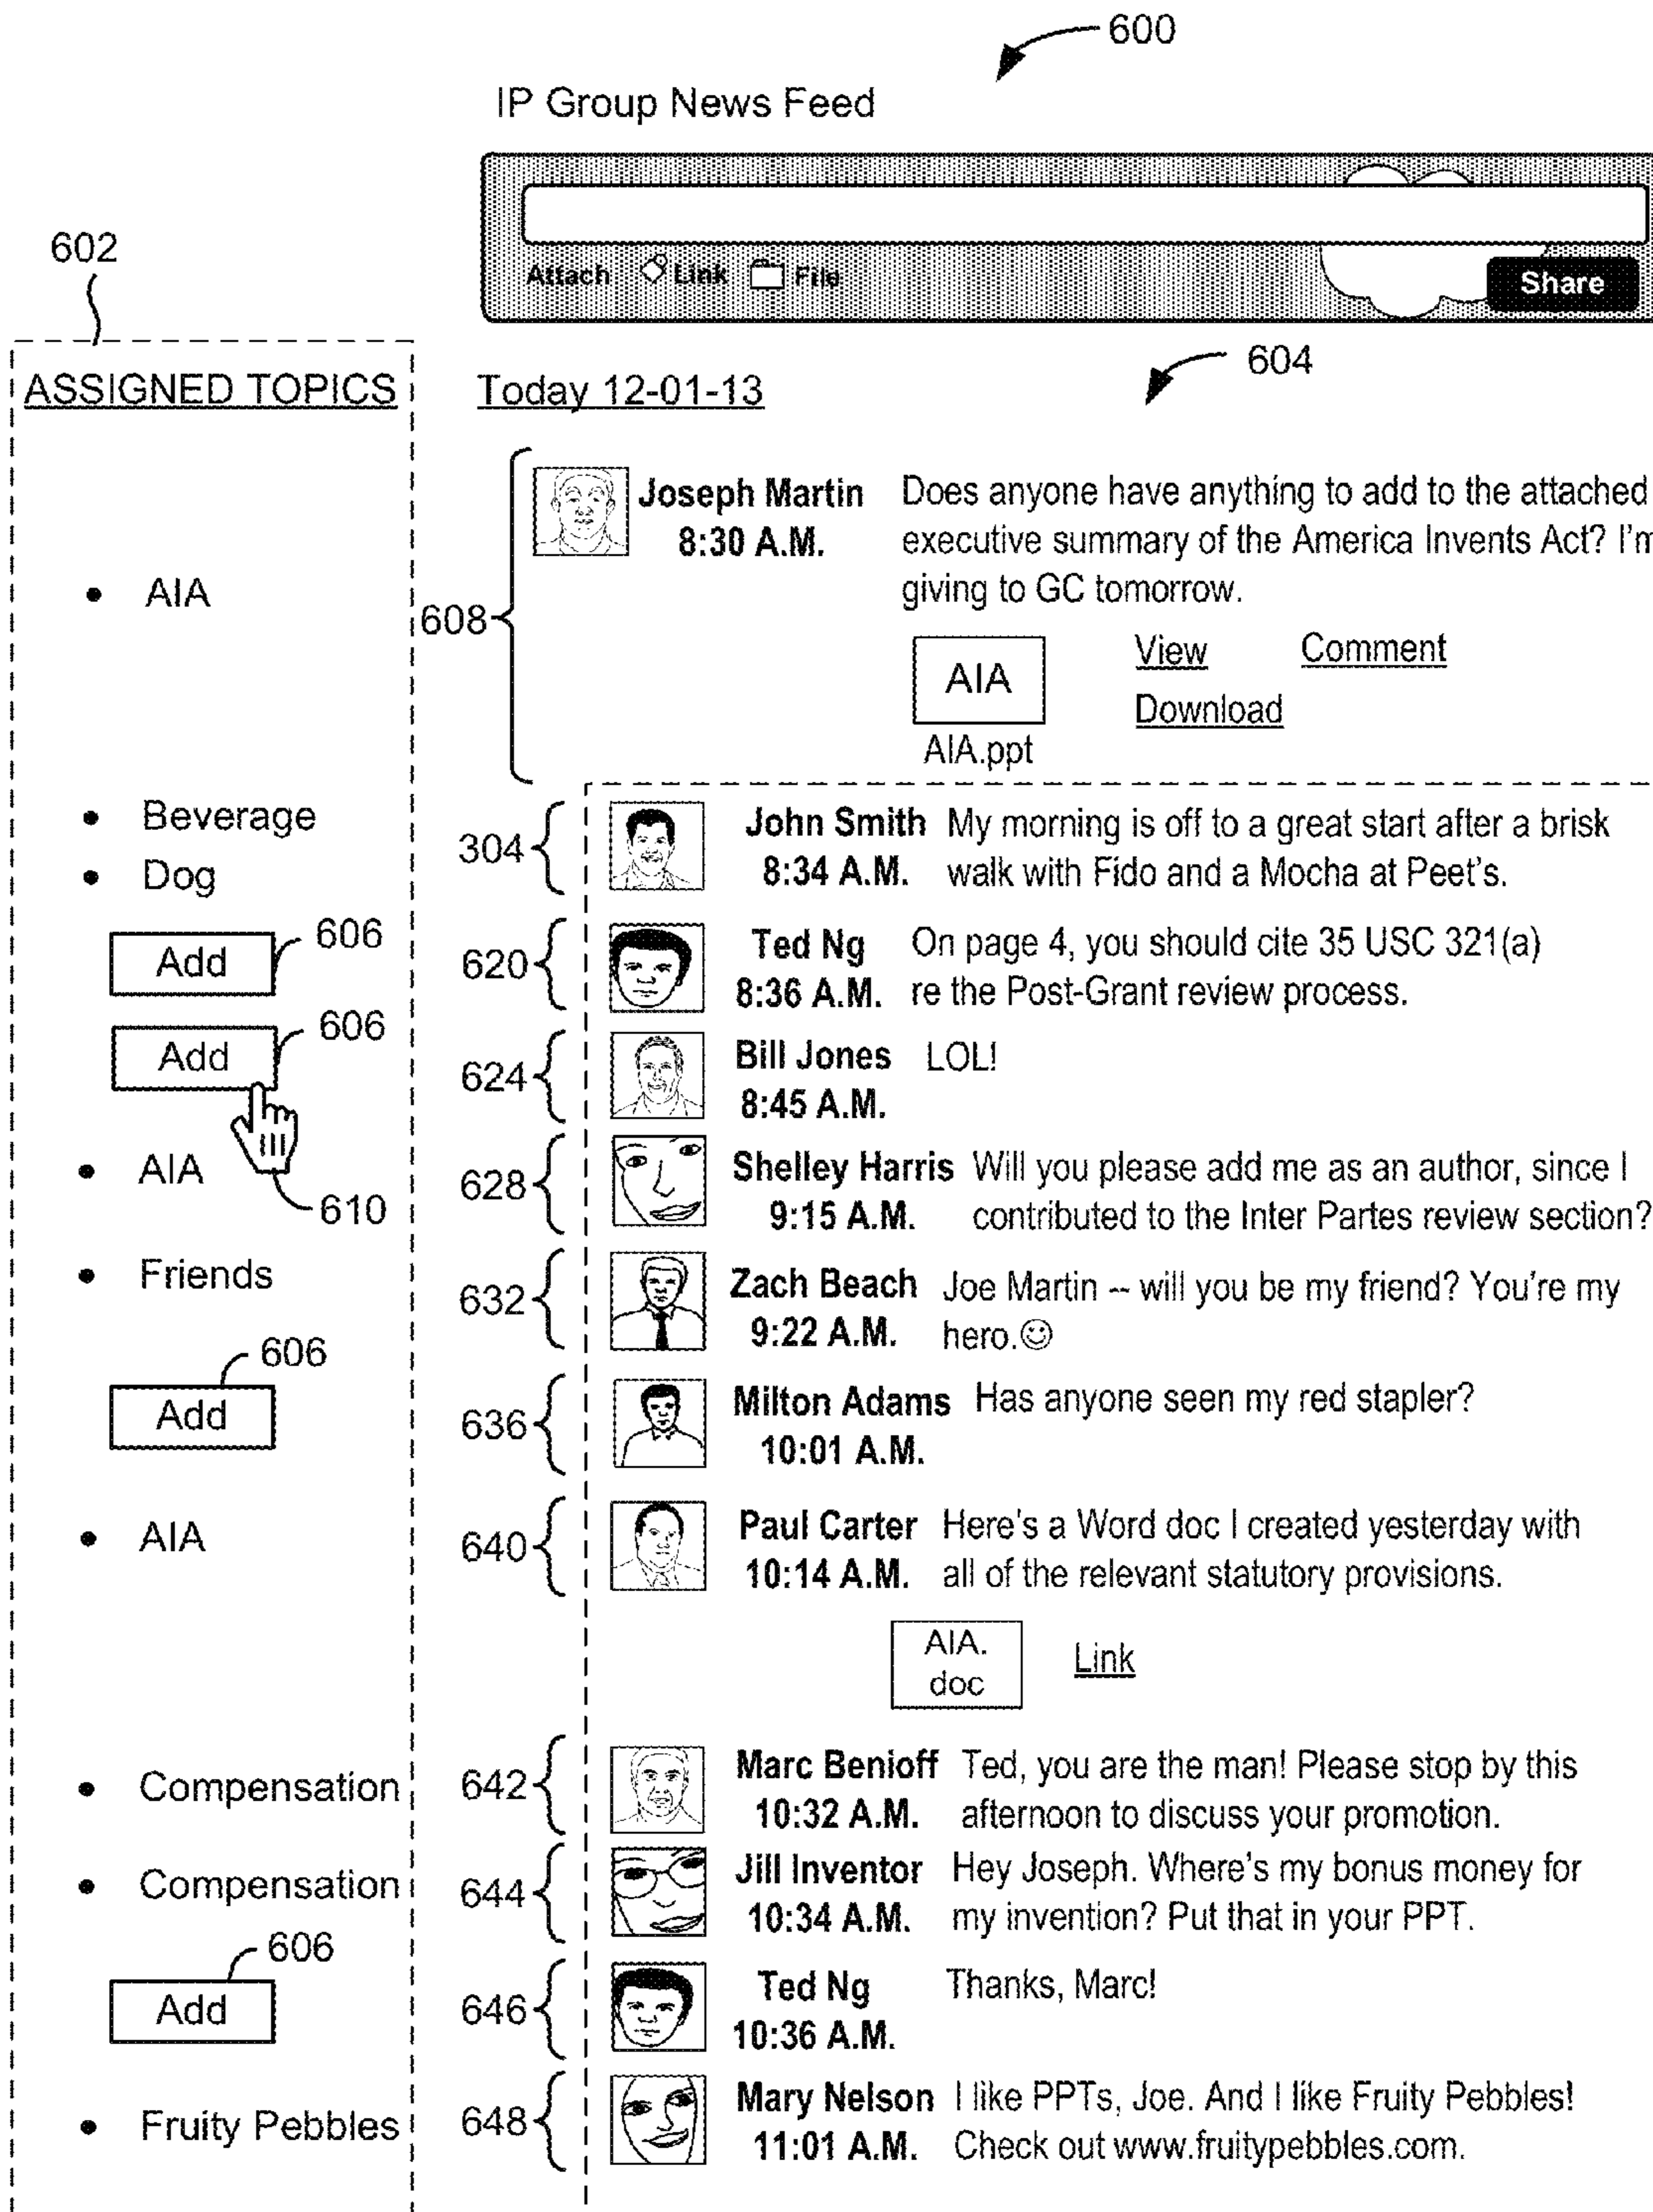 600
IP Group News Feed
Attach Link File
Share
602
604
ASSIGNED TOPICS
Today 12-01-13
Joseph Martin Does anyone have anything to add to the attached
8:30 A.M. executive summary of the America Invents Act? I'm
giving to GC tomorrow.
• AIA
608
View Comment
AIA
Download
AIA.ppt
• Beverage
304
John Smith My morning is off to a great start after a brisk
8:34 A.M. walk with Fido and a Mocha at Peet's.
• Dog
Add
606
620
Ted Ng On page 4, you should cite 35 USC 321(a)
8:36 A.M. re the Post-Grant review process.
Add
606
624
Bill Jones LOL!
8:45 A.M.
• AIA
610
628
Shelley Harris Will you please add me as an author, since I
9:15 A.M. contributed to the Inter Partes review section?
• Friends
632
Zach Beach Joe Martin -- will you be my friend? You're my
9:22 A.M. hero.☺
606
Add
636
Milton Adams Has anyone seen my red stapler?
10:01 A.M.
• AIA
640
Paul Carter Here's a Word doc I created yesterday with
10:14 A.M. all of the relevant statutory provisions.
AIA.
doc
Link
• Compensation
642
Marc Benioff Ted, you are the man! Please stop by this
10:32 A.M. afternoon to discuss your promotion.
• Compensation
644
Jill Inventor Hey Joseph. Where's my bonus money for
10:34 A.M. my invention? Put that in your PPT.
606
Add
646
Ted Ng Thanks, Marc!
10:36 A.M.
• Fruity Pebbles
648
Mary Nelson I like PPTs, Joe. And I like Fruity Pebbles!
11:01 A.M. Check out www.fruitypebbles.com.